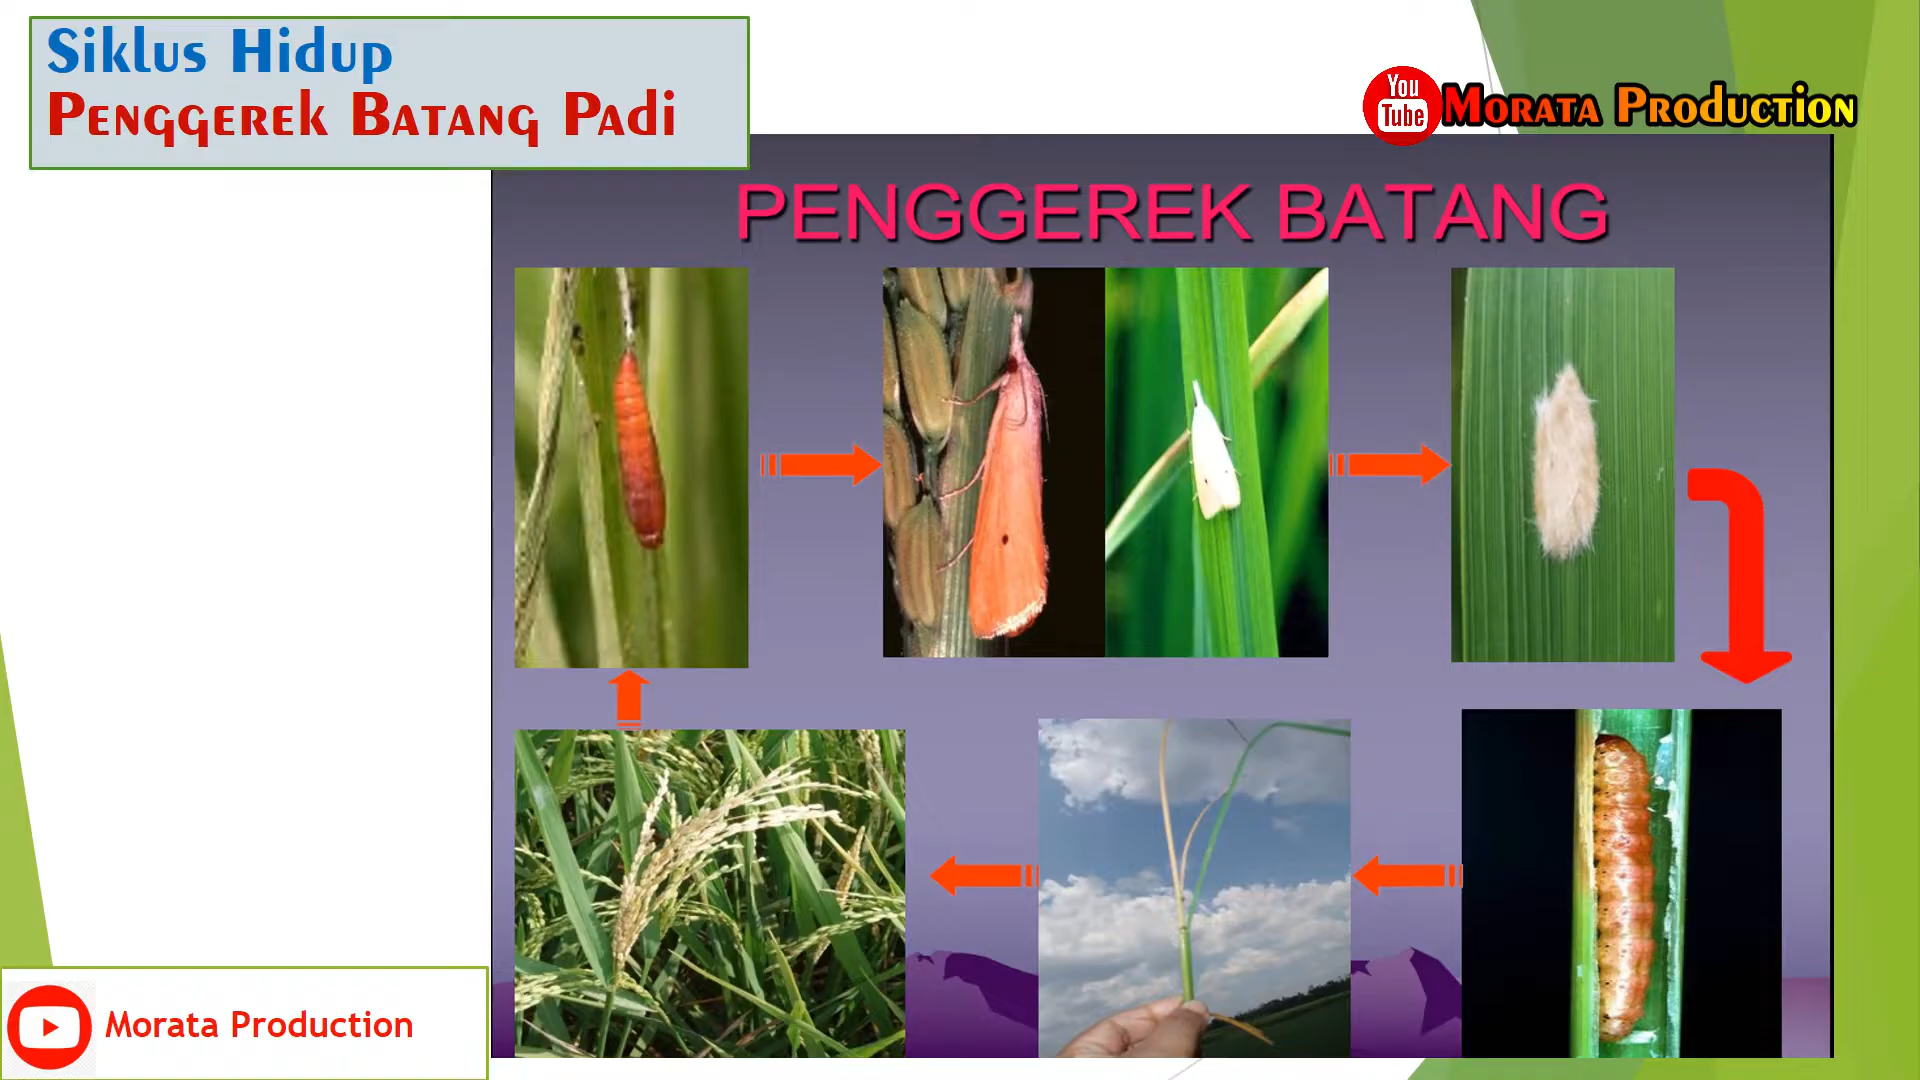 Siklus Hidup
Penggerek Batang Padi
You
Tube
Morata Production
PENGGEREK BATANG
Morata Production